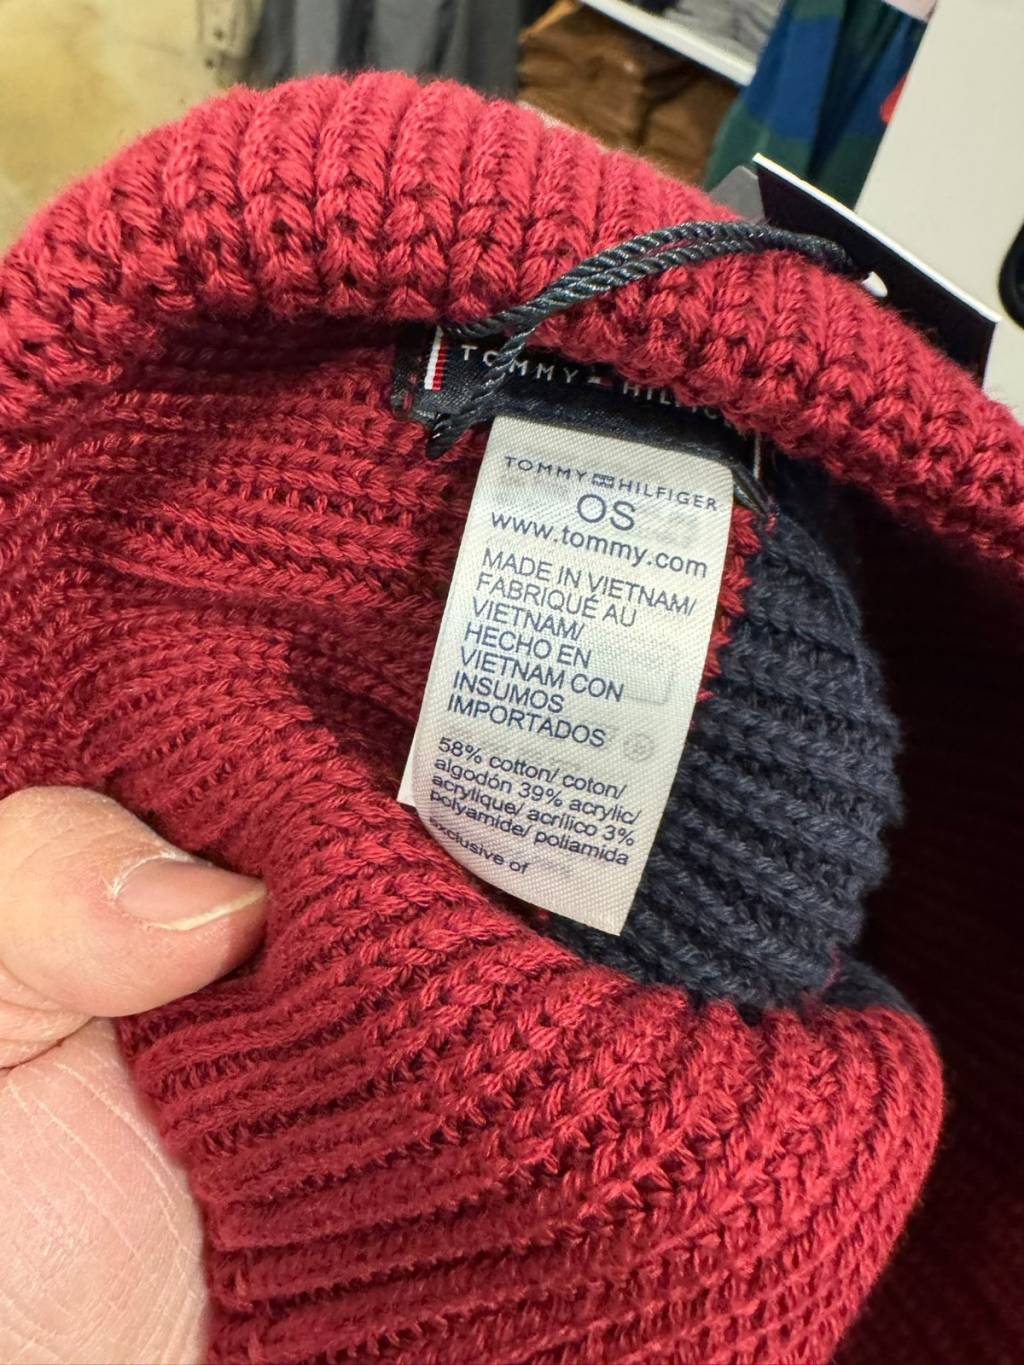 TOMMY HILFIG
TOMMY HILFIGER
OS
www.tommy.com
MADE IN VIETNAM/
FABRIQUÉ AU
VIETNAM/
HECHO EN
VIETNAM CON
INSUMOS
IMPORTADOS
58% cotton/ coton/
algodón 39% acrylic/
acrylique/ acrílico 3%
polyamide/ poliamida
exclusive of